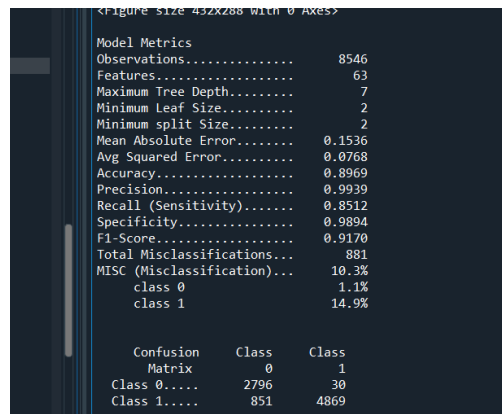 <Figure size 432x288 with 0 Axes>
Model Metrics
Observations............... 8546
Features................... 63
Maximum Tree Depth......... 7
Minimum Leaf Size.......... 2
Minimum split Size......... 2
Mean Absolute Error........ 0.1536
Avg Squared Error.......... 0.0768
Accuracy................... 0.8969
Precision.................. 0.9939
Recall (Sensitivity)....... 0.8512
Specificity................ 0.9894
F1-Score................... 0.9170
Total Misclassifications... 881
MISC (Misclassification)... 10.3%
class 0 1.1%
class 1 14.9%
Confusion Class Class
Matrix 0 1
Class 0..... 2796 30
Class 1..... 851 4869